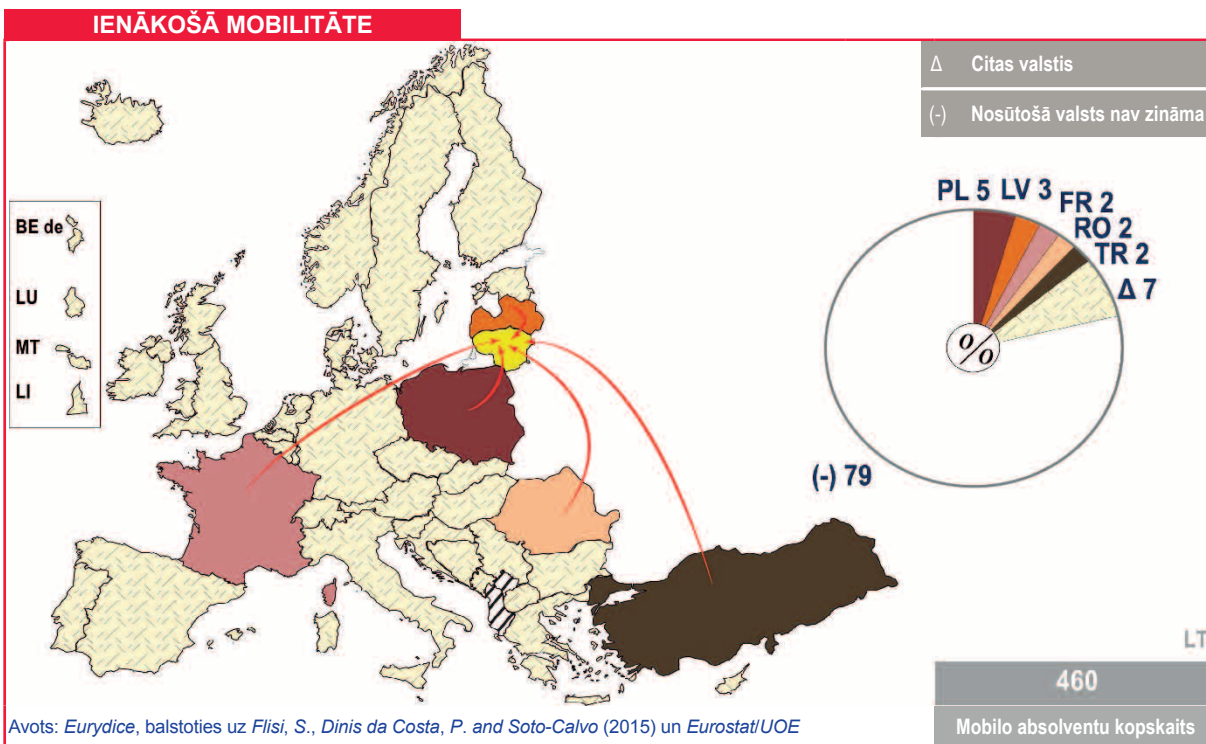 IENĀKOŠĀ MOBILITĀTE
Δ Citas valstis
(-) Nosūtošā valsts nav zināma
BE de
LU
MT
LI
PL 5 LV 3 FR 2
RO 2
TR 2
Δ 7
%
(-) 79
LT
460
Mobilo absolventu kopskaits
Avots: Eurydice, balstoties uz Flisi, S., Dinis da Costa, P. and Soto-Calvo (2015) un Eurostat/UOE